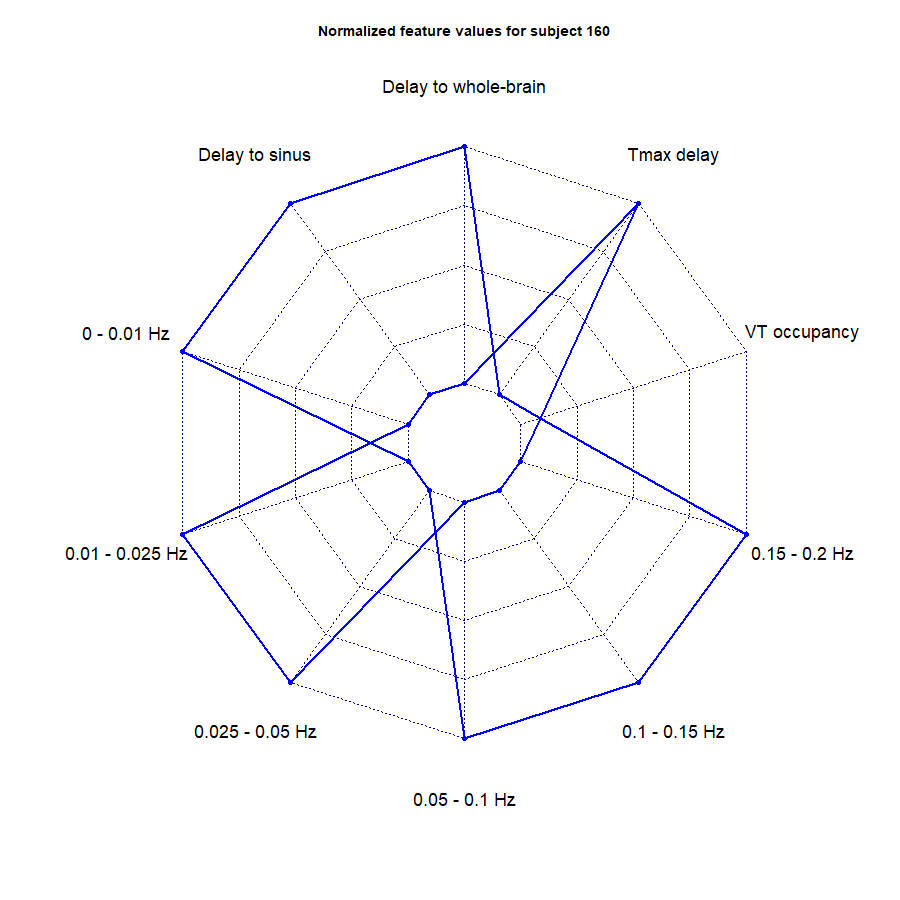 Normalized feature values for subject 160
Delay to whole-brain
Delay to sinus
Tmax delay
0 - 0.01 Hz
VT occupancy
0.01 - 0.025 Hz
0.15 - 0.2 Hz
0.025 - 0.05 Hz
0.1 - 0.15 Hz
0.05 - 0.1 Hz